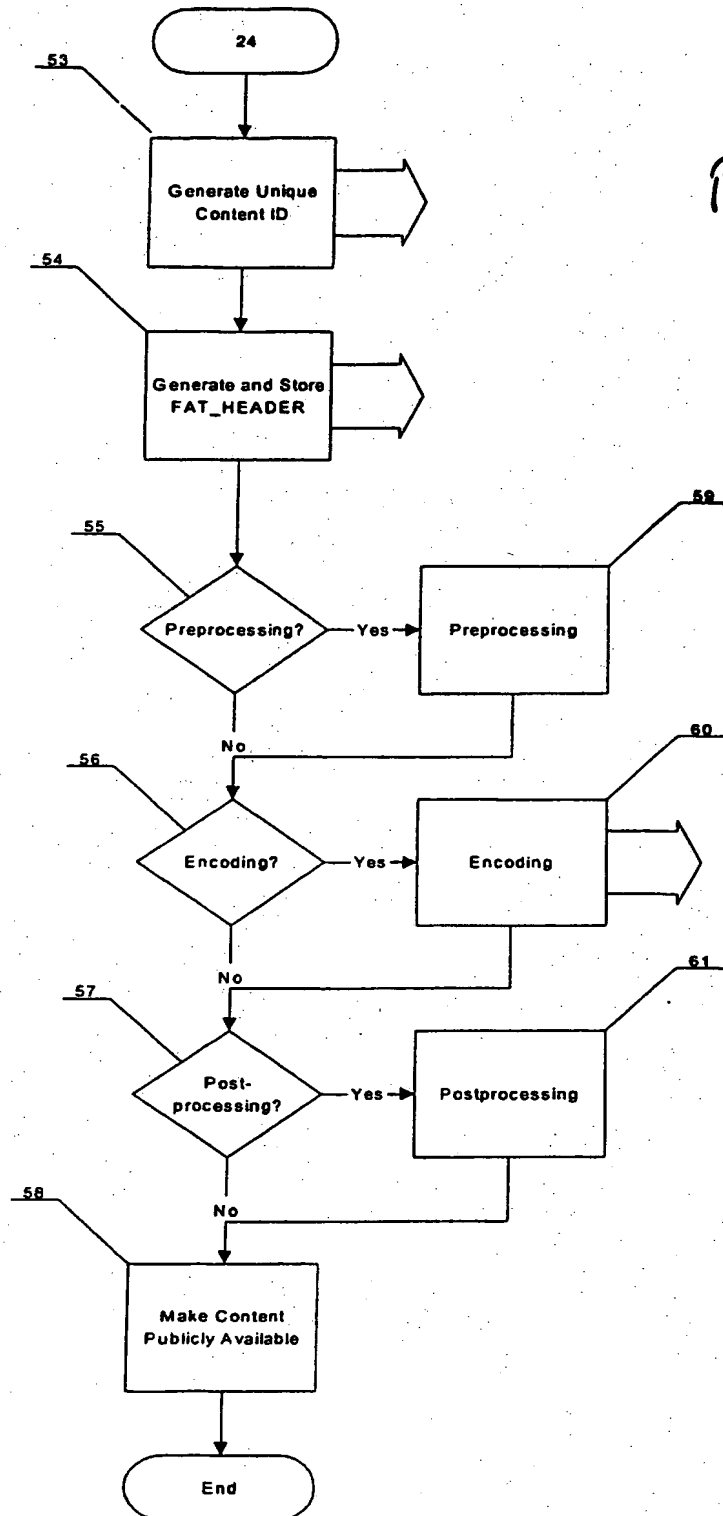 24
53
Generate Unique
Content ID
54
Generate and Store
FAT_HEADER
55
59
Preprocessing?
Yes
Preprocessing
No
56
60
Encoding?
Yes
Encoding
No
57
61
Post-
processing?
Yes
Postprocessing
No
58
Make Content
Publicly Available
End